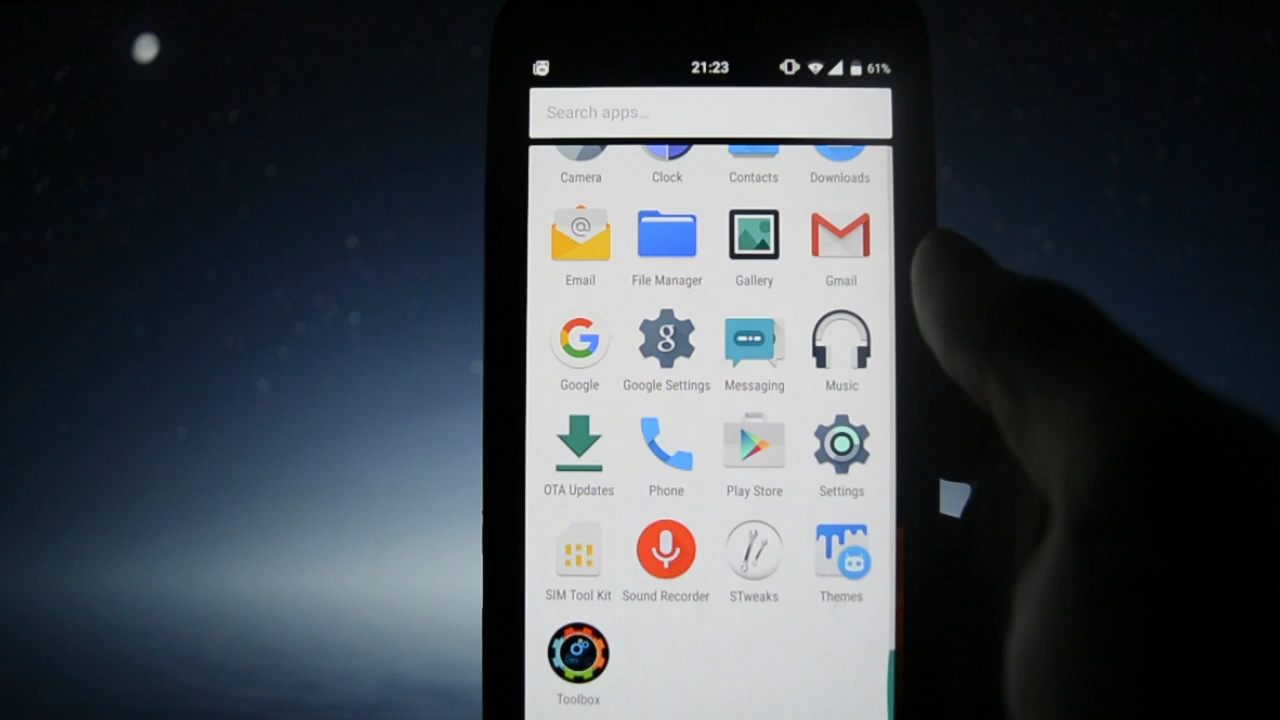 21:23 61%
Search apps...
Camera Clock Contacts Downloads
Email File Manager Gallery Gmail
Google Google Settings Messaging Music
OTA Updates Phone Play Store Settings
SIM Tool Kit Sound Recorder STweaks Themes
Toolbox